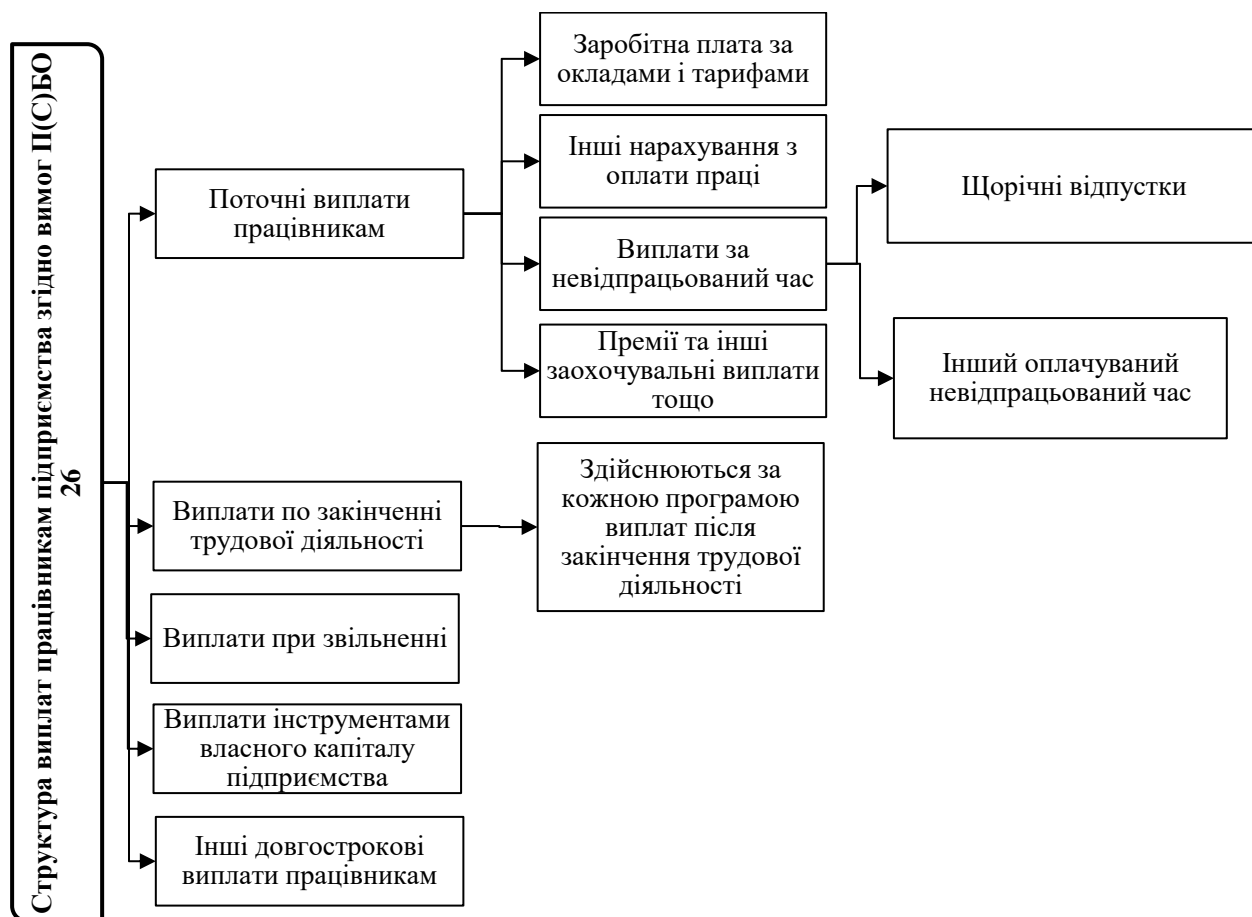 Структура виплат працівникам підприємства згідно вимог П(С)БО
26
Поточні виплати
працівникам
Заробітна плата за
окладами і тарифами
Інші нарахування з
оплати праці
Виплати за
невідпрацьований час
Премії та інші
заохочувальні виплати
тощо
Щорічні відпустки
Інший оплачуваний
невідпрацьований час
Виплати по закінченні
трудової діяльності
Здійснюються за
кожною програмою
виплат після
закінчення трудової
діяльності
Виплати при звільненні
Виплати інструментами
власного капіталу
підприємства
Інші довгострокові
виплати працівникам